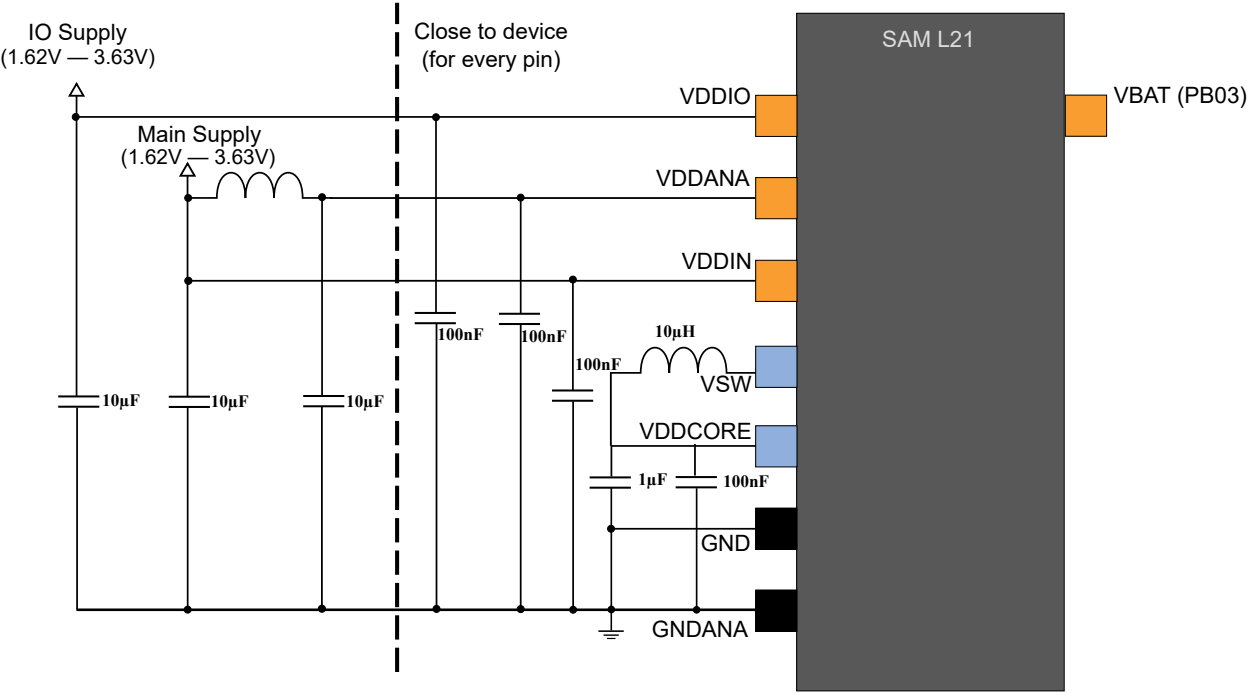 IO Supply
(1.62V — 3.63V)
Close to device
(for every pin)
SAM L21
VDDIO
VBAT (PB03)
Main Supply
(1.62V — 3.63V)
VDDANA
VDDIN
100nF
100nF
10µH
100nF
VSW
10µF
10µF
10µF
VDDCORE
1µF
100nF
GND
GNDANA